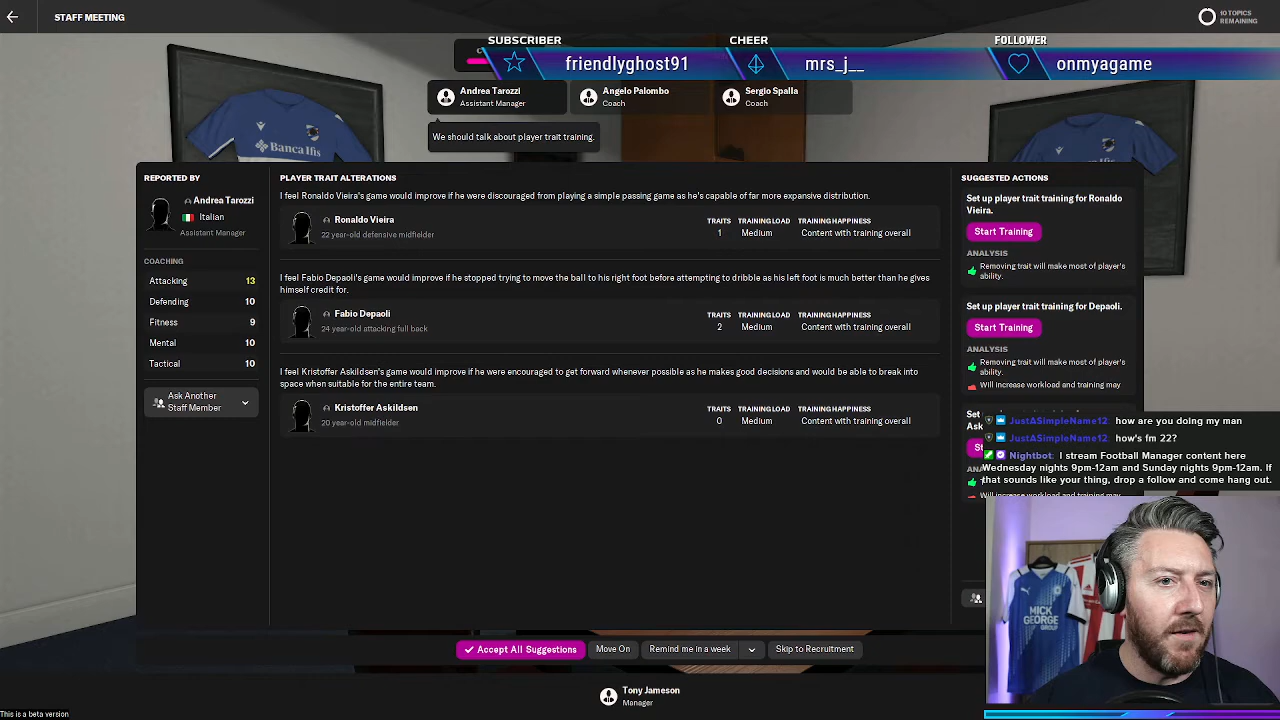 STAFF MEETING
10 TOPICS
REMAINING
SUBSCRIBER
friendlyghost91
CHEER
mrs_j__
FOLLOWER
onmyagame
Andrea Tarozzi
Assistant Manager
Angelo Palombo
Coach
Sergio Spalla
Coach
We should talk about player trait training.
Banca Ifis
REPORTED BY
Andrea Tarozzi
Italian
Assistant Manager
COACHING
Attacking 13
Defending 10
Fitness 9
Mental 10
Tactical 10
Ask Another
Staff Member
PLAYER TRAIT ALTERATIONS
I feel Ronaldo Vieira's game would improve if he were discouraged from playing a simple passing game as he's capable of far more expansive distribution.
Ronaldo Vieira
22 year-old defensive midfielder
TRAITS TRAINING LOAD TRAINING HAPPINESS
1 Medium Content with training overall
I feel Fabio Depaoli's game would improve if he stopped trying to move the ball to his right foot before attempting to dribble as his left foot is much better than he gives
himself credit for.
Fabio Depaoli
24 year-old attacking full back
TRAITS TRAINING LOAD TRAINING HAPPINESS
2 Medium Content with training overall
I feel Kristoffer Askildsen's game would improve if he were encouraged to get forward whenever possible as he makes good decisions and would be able to break into
space when suitable for the entire team.
Kristoffer Askildsen
20 year-old midfielder
TRAITS TRAINING LOAD TRAINING HAPPINESS
0 Medium Content with training overall
SUGGESTED ACTIONS
Set up player trait training for Ronaldo
Vieira.
Start Training
ANALYSIS
Removing trait will make most of player's
ability.
Set up player trait training for Depaoli.
Start Training
ANALYSIS
Removing trait will make most of player's
ability.
Will increase workload and training may
JustASimpleName12: how are you doing my man
JustASimpleName12: how's fm 22?
Nightbot: I stream Football Manager content here
Wednesday nights 9pm-12am and Sunday nights 9pm-12am. If
that sounds like your thing, drop a follow and come hang out.
MICK
GEORGE
GROUP
Accept All Suggestions
Move On
Remind me in a week
Skip to Recruitment
Tony Jameson
Manager
This is a beta version